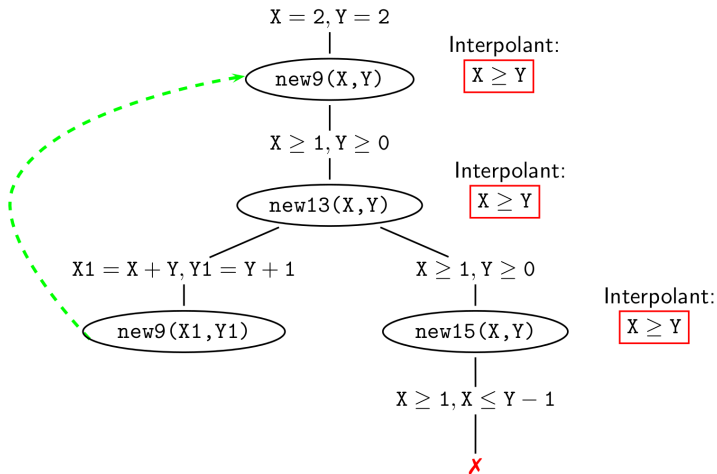 X = 2, Y = 2
Interpolant:
new9(X,Y)
X ≥ Y
X ≥ 1, Y ≥ 0
Interpolant:
new13(X,Y)
X ≥ Y
X1 = X + Y, Y1 = Y + 1
X ≥ 1, Y ≥ 0
Interpolant:
new9(X1,Y1)
new15(X,Y)
X ≥ Y
X ≥ 1, X ≤ Y − 1
✗